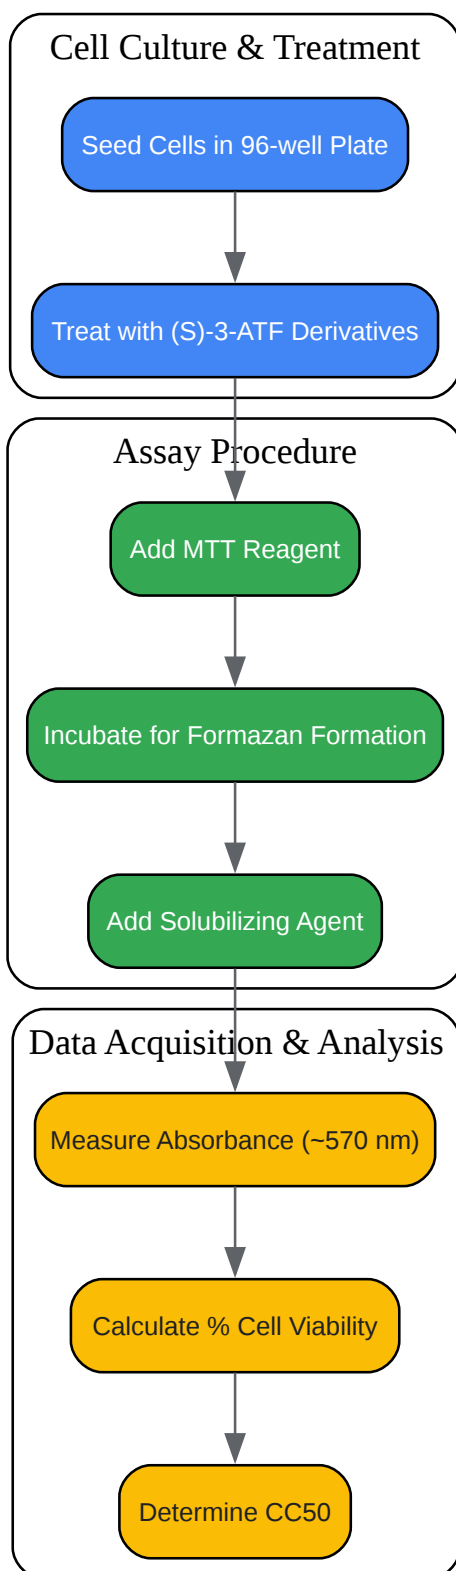 Cell Culture & Treatment
Seed Cells in 96-well Plate
Treat with (S)-3-ATF Derivatives
Assay Procedure
Add MTT Reagent
Incubate for Formazan Formation
Add Solubilizing Agent
Data Acquisition & Analysis
Measure Absorbance (~570 nm)
Calculate % Cell Viability
Determine CC50